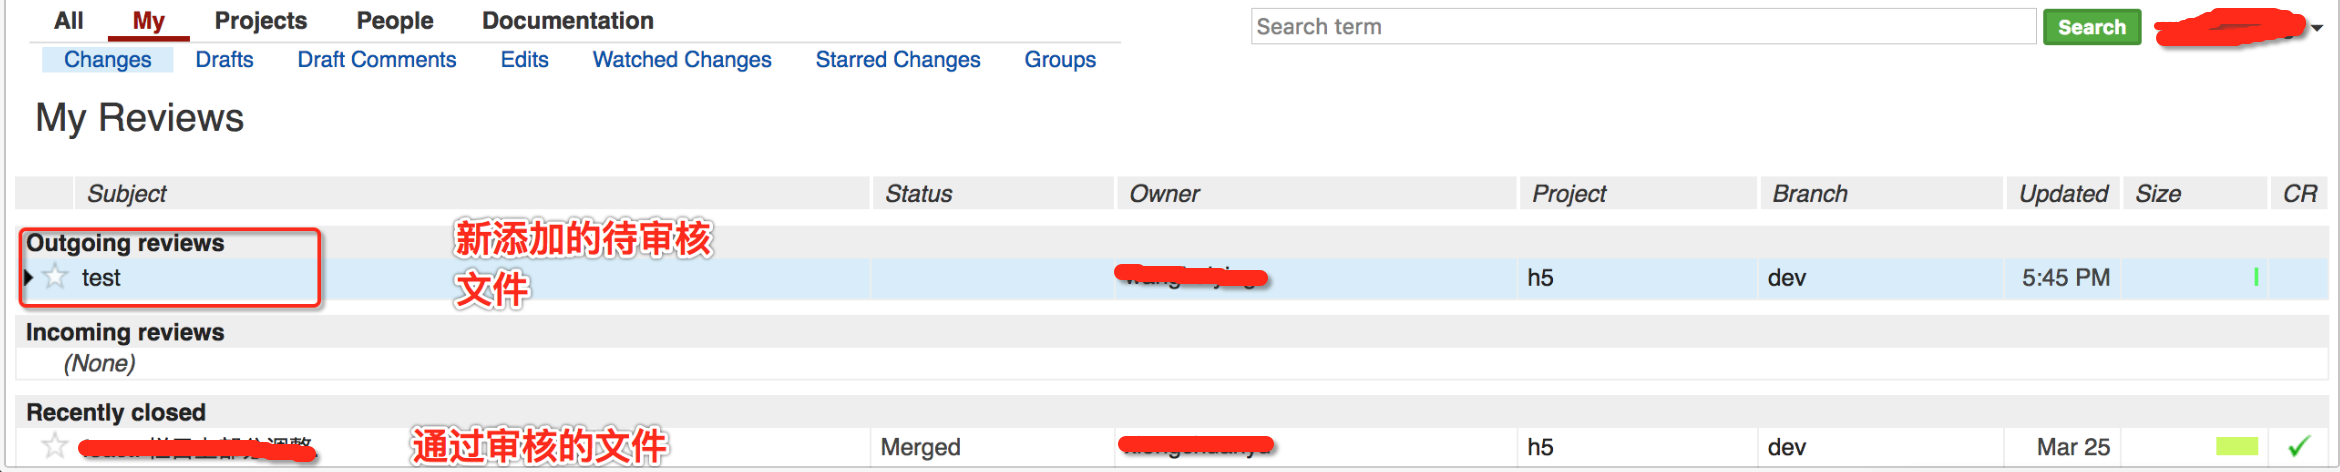 All My Projects People Documentation
Search term Search
Changes Drafts Draft Comments Edits Watched Changes Starred Changes Groups
My Reviews
Subject Status Owner Project Branch Updated Size CR
Outgoing reviews
新添加的待审核
文件
test h5 dev 5:45 PM
Incoming reviews
(None)
Recently closed
通过审核的文件 Merged h5 dev Mar 25